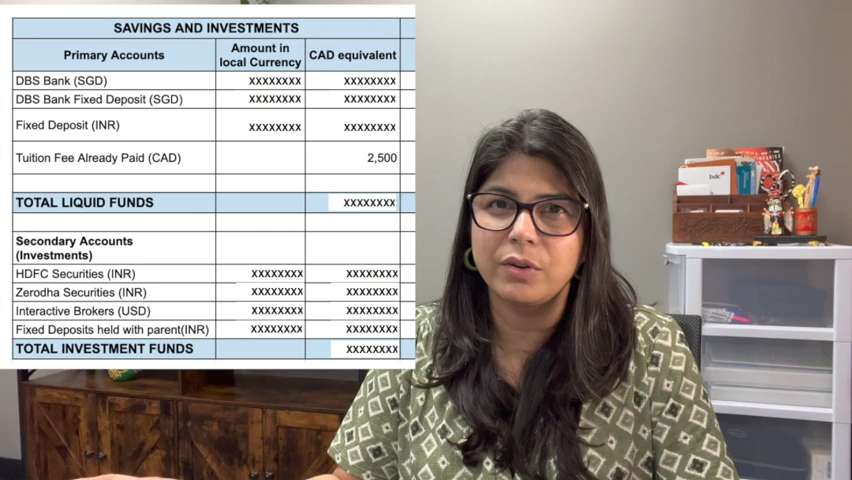 SAVINGS AND INVESTMENTS
Primary Accounts Amount in local Currency CAD equivalent
DBS Bank (SGD) XXXXXXXX XXXXXXXX
DBS Bank Fixed Deposit (SGD) XXXXXXXX XXXXXXXX
Fixed Deposit (INR) XXXXXXXX XXXXXXXX
Tuition Fee Already Paid (CAD) 2,500
TOTAL LIQUID FUNDS XXXXXXXX
Secondary Accounts
(Investments)
HDFC Securities (INR) XXXXXXXX XXXXXXXX
Zerodha Securities (INR) XXXXXXXX XXXXXXXX
Interactive Brokers (USD) XXXXXXXX XXXXXXXX
Fixed Deposits held with parent(INR) XXXXXXXX XXXXXXXX
TOTAL INVESTMENT FUNDS XXXXXXXX
bdc